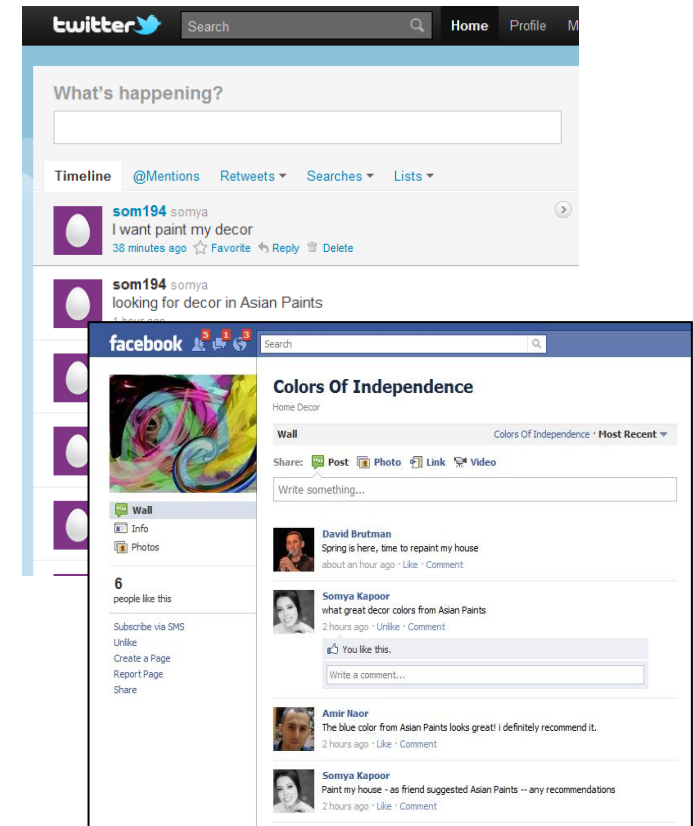 twitter Search Home Profile M
What's happening?
Timeline @Mentions Retweets Searches Lists
som194 somya
I want paint my decor
38 minutes ago Favorite Reply Delete
som194 somya
looking for decor in Asian Paints
1 hour ago
facebook 5 1 3 Search
Colors Of Independence
Home Decor
Wall Colors Of Independence · Most Recent
Share: Post Photo Link Video
Write something...
Wall
Info
Photos
6
people like this
Subscribe via SMS
Unlike
Create a Page
Report Page
Share
David Brutman
Spring is here, time to repaint my house
about an hour ago · Like · Comment
Somya Kapoor
what great decor colors from Asian Paints
2 hours ago · Unlike · Comment
You like this.
Write a comment...
Amir Naor
The blue color from Asian Paints looks great! i definitely recommend it.
2 hours ago · Like · Comment
Somya Kapoor
Paint my house - as friend suggested Asian Paints -- any recommendations
2 hours ago · Like · Comment